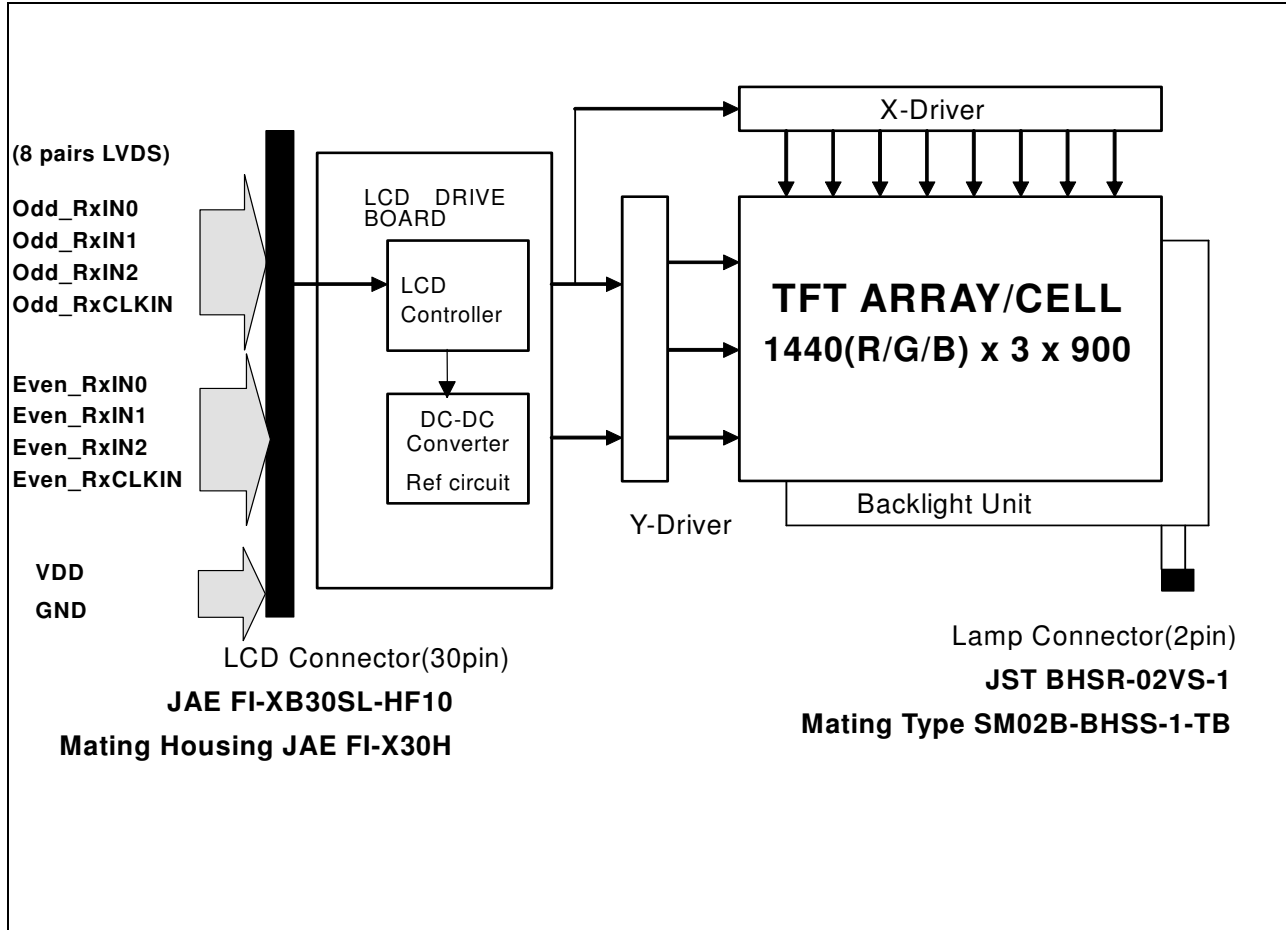 X-Driver
(8 pairs LVDS)
Odd_RxIN0
Odd_RxIN1
Odd_RxIN2
Odd_RxCLKIN
LCD DRIVE
BOARD
LCD
Controller
TFT ARRAY/CELL
1440(R/G/B) x 3 x 900
Even_RxIN0
Even_RxIN1
Even_RxIN2
Even_RxCLKIN
DC-DC
Converter
Ref circuit
Y-Driver
Backlight Unit
VDD
GND
LCD Connector(30pin)
JAE FI-XB30SL-HF10
Mating Housing JAE FI-X30H
Lamp Connector(2pin)
JST BHSR-02VS-1
Mating Type SM02B-BHSS-1-TB